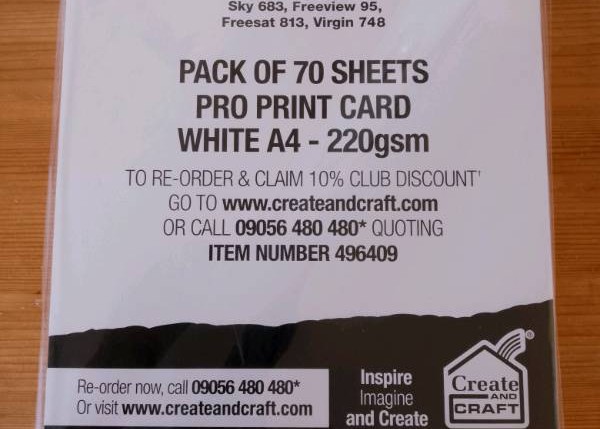 Sky 683, Freeview 95,
Freesat 813, Virgin 748
PACK OF 70 SHEETS
PRO PRINT CARD
WHITE A4 - 220gsm
TO RE-ORDER & CLAIM 10% CLUB DISCOUNT†
GO TO www.createandcraft.com
OR CALL 09056 480 480* QUOTING
ITEM NUMBER 496409
Re-order now, call 09056 480 480*
Or visit www.createandcraft.com
Inspire
Imagine
and Create
Create
AND
CRAFT
®